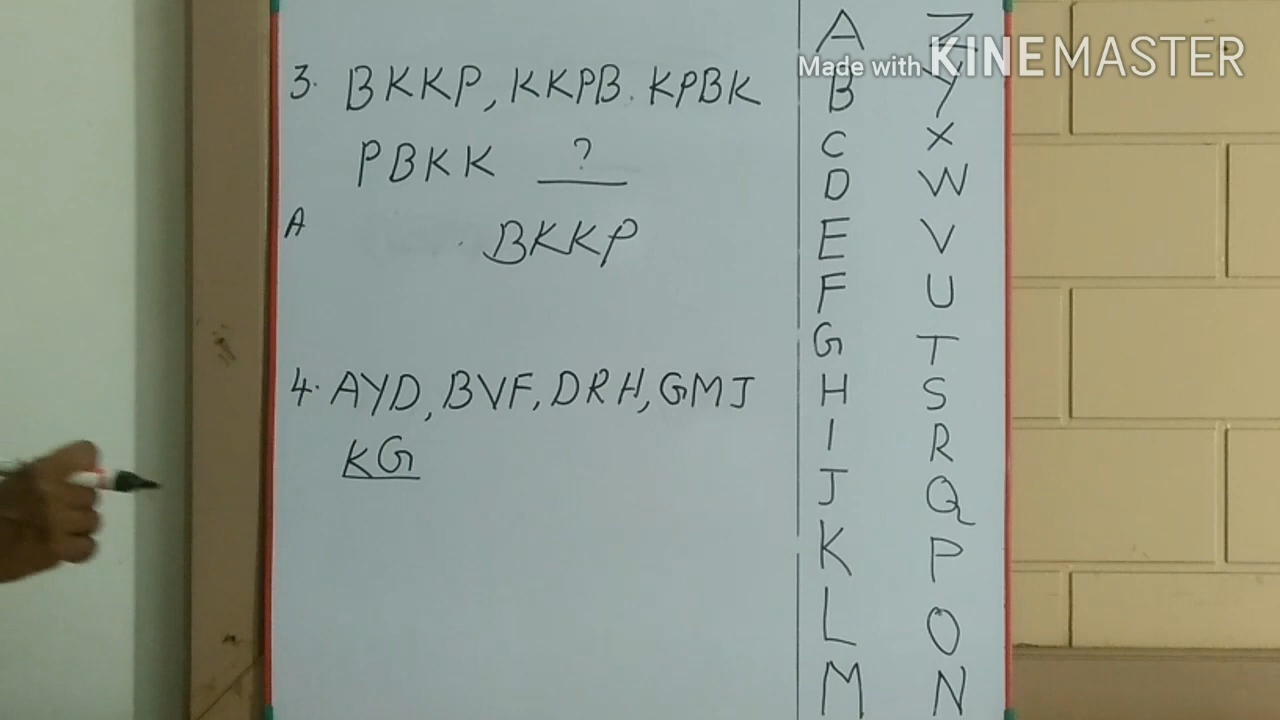 3. BKKP, KKPB. KPBK
PBKK ?
A BKKP
4. AYD, BVF, DRH, GMJ
KG
A Z
Made with KINEMASTER
B Y
C X
D W
E V
F U
G T
H S
I R
J Q
K P
L O
M N